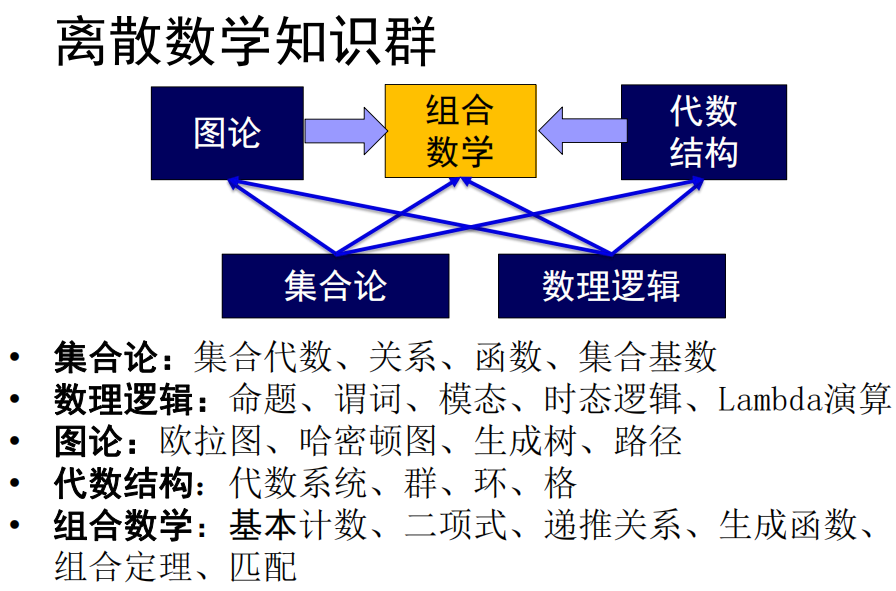 离散数学知识群
图论
组合
数学
代数
结构
集合论
数理逻辑
• 集合论：集合代数、关系、函数、集合基数
• 数理逻辑：命题、谓词、模态、时态逻辑、Lambda演算
• 图论：欧拉图、哈密顿图、生成树、路径
• 代数结构：代数系统、群、环、格
• 组合数学：基本计数、二项式、递推关系、生成函数、
组合定理、匹配